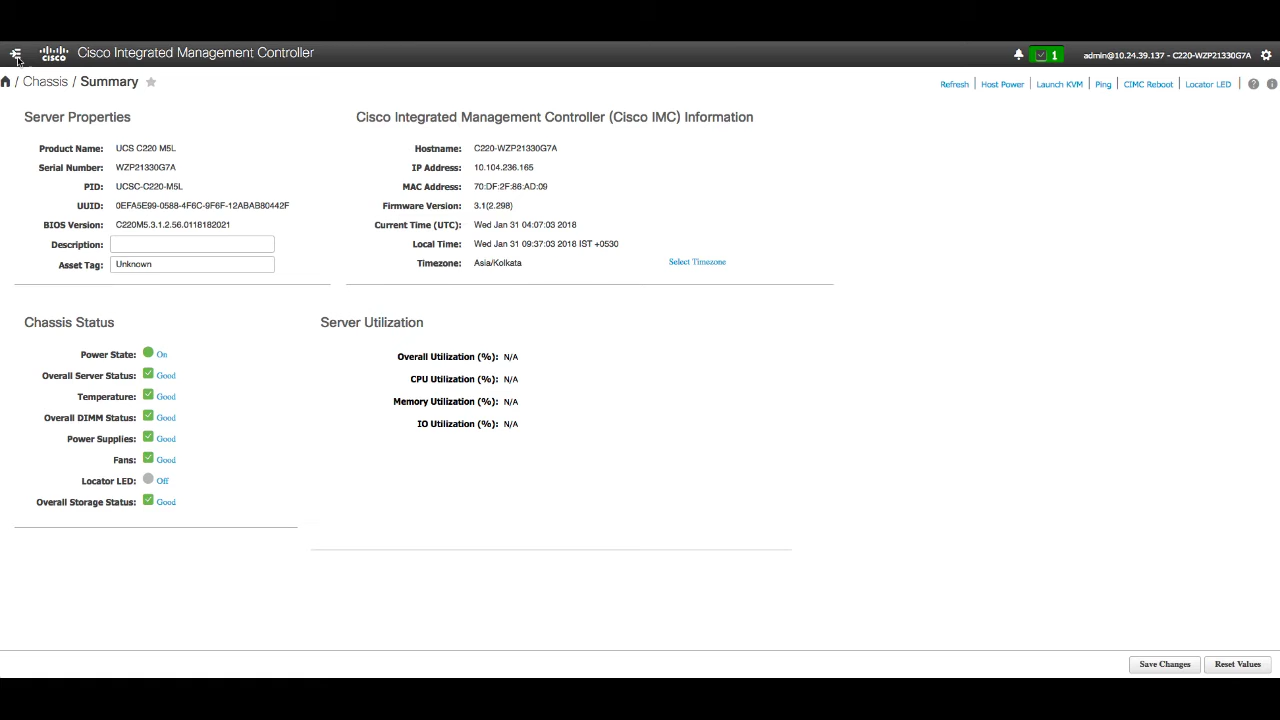 CISCO Cisco Integrated Management Controller 1 admin@10.24.39.137 - C220-WZP21330G7A
/ Chassis / Summary
Refresh Host Power Launch KVM Ping CIMC Reboot Locator LED ? i
Server Properties
Product Name: UCS C220 M5L
Serial Number: WZP21330G7A
PID: UCSC-C220-M5L
UUID: 0EFA5E99-0588-4F6C-9F6F-12ABAB80442F
BIOS Version: C220M5.3.1.2.56.0118182021
Description:
Asset Tag: Unknown
Cisco Integrated Management Controller (Cisco IMC) Information
Hostname: C220-WZP21330G7A
IP Address: 10.104.236.165
MAC Address: 70:DF:2F:86:AD:09
Firmware Version: 3.1(2.298)
Current Time (UTC): Wed Jan 31 04:07:03 2018
Local Time: Wed Jan 31 09:37:03 2018 IST +0530
Timezone: Asia/Kolkata Select Timezone
Chassis Status
Power State: On
Overall Server Status: Good
Temperature: Good
Overall DIMM Status: Good
Power Supplies: Good
Fans: Good
Locator LED: Off
Overall Storage Status: Good
Server Utilization
Overall Utilization (%): N/A
CPU Utilization (%): N/A
Memory Utilization (%): N/A
IO Utilization (%): N/A
Save Changes Reset Values